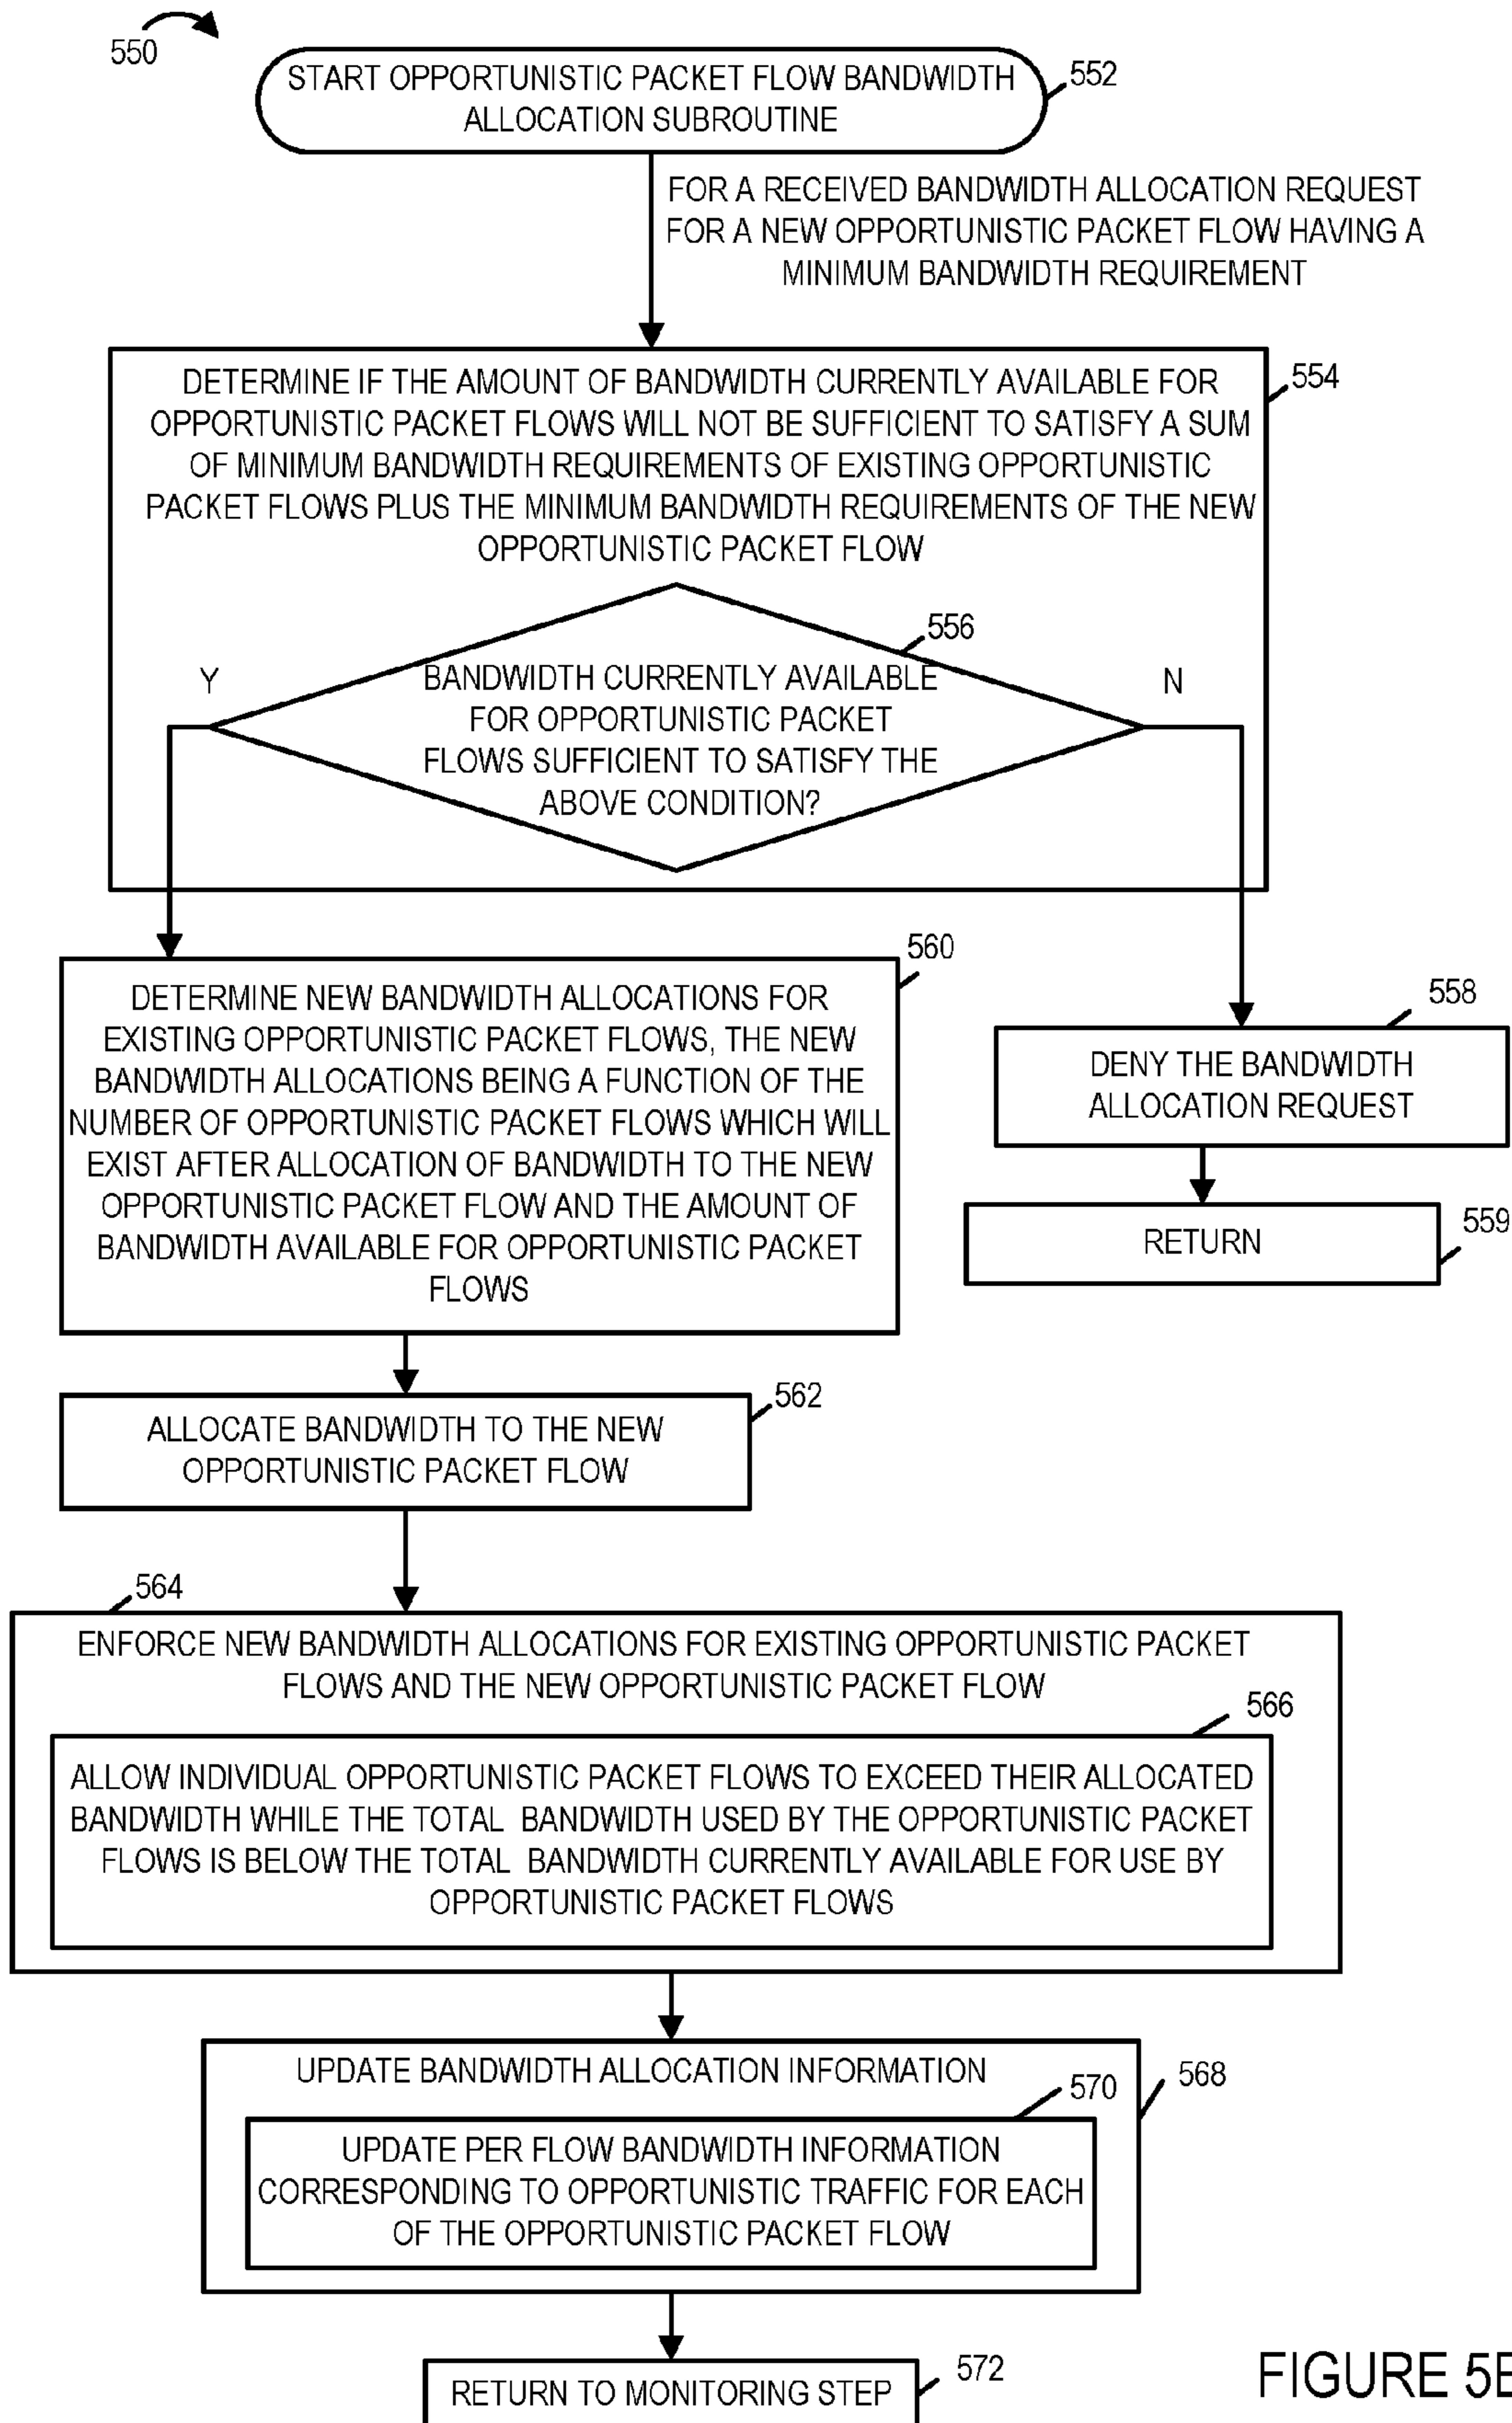 550
START OPPORTUNISTIC PACKET FLOW BANDWIDTH
ALLOCATION SUBROUTINE
552
FOR A RECEIVED BANDWIDTH ALLOCATION REQUEST
FOR A NEW OPPORTUNISTIC PACKET FLOW HAVING A
MINIMUM BANDWIDTH REQUIREMENT
DETERMINE IF THE AMOUNT OF BANDWIDTH CURRENTLY AVAILABLE FOR
OPPORTUNISTIC PACKET FLOWS WILL NOT BE SUFFICIENT TO SATISFY A SUM
OF MINIMUM BANDWIDTH REQUIREMENTS OF EXISTING OPPORTUNISTIC
PACKET FLOWS PLUS THE MINIMUM BANDWIDTH REQUIREMENTS OF THE NEW
OPPORTUNISTIC PACKET FLOW
554
556
Y
BANDWIDTH CURRENTLY AVAILABLE
FOR OPPORTUNISTIC PACKET
FLOWS SUFFICIENT TO SATISFY THE
ABOVE CONDITION?
N
560
DETERMINE NEW BANDWIDTH ALLOCATIONS FOR
EXISTING OPPORTUNISTIC PACKET FLOWS, THE NEW
BANDWIDTH ALLOCATIONS BEING A FUNCTION OF THE
NUMBER OF OPPORTUNISTIC PACKET FLOWS WHICH WILL
EXIST AFTER ALLOCATION OF BANDWIDTH TO THE NEW
OPPORTUNISTIC PACKET FLOW AND THE AMOUNT OF
BANDWIDTH AVAILABLE FOR OPPORTUNISTIC PACKET
FLOWS
558
DENY THE BANDWIDTH
ALLOCATION REQUEST
RETURN
559
562
ALLOCATE BANDWIDTH TO THE NEW
OPPORTUNISTIC PACKET FLOW
564
ENFORCE NEW BANDWIDTH ALLOCATIONS FOR EXISTING OPPORTUNISTIC PACKET
FLOWS AND THE NEW OPPORTUNISTIC PACKET FLOW
566
ALLOW INDIVIDUAL OPPORTUNISTIC PACKET FLOWS TO EXCEED THEIR ALLOCATED
BANDWIDTH WHILE THE TOTAL BANDWIDTH USED BY THE OPPORTUNISTIC PACKET
FLOWS IS BELOW THE TOTAL BANDWIDTH CURRENTLY AVAILABLE FOR USE BY
OPPORTUNISTIC PACKET FLOWS
UPDATE BANDWIDTH ALLOCATION INFORMATION
568
570
UPDATE PER FLOW BANDWIDTH INFORMATION
CORRESPONDING TO OPPORTUNISTIC TRAFFIC FOR EACH
OF THE OPPORTUNISTIC PACKET FLOW
RETURN TO MONITORING STEP
572
FIGURE